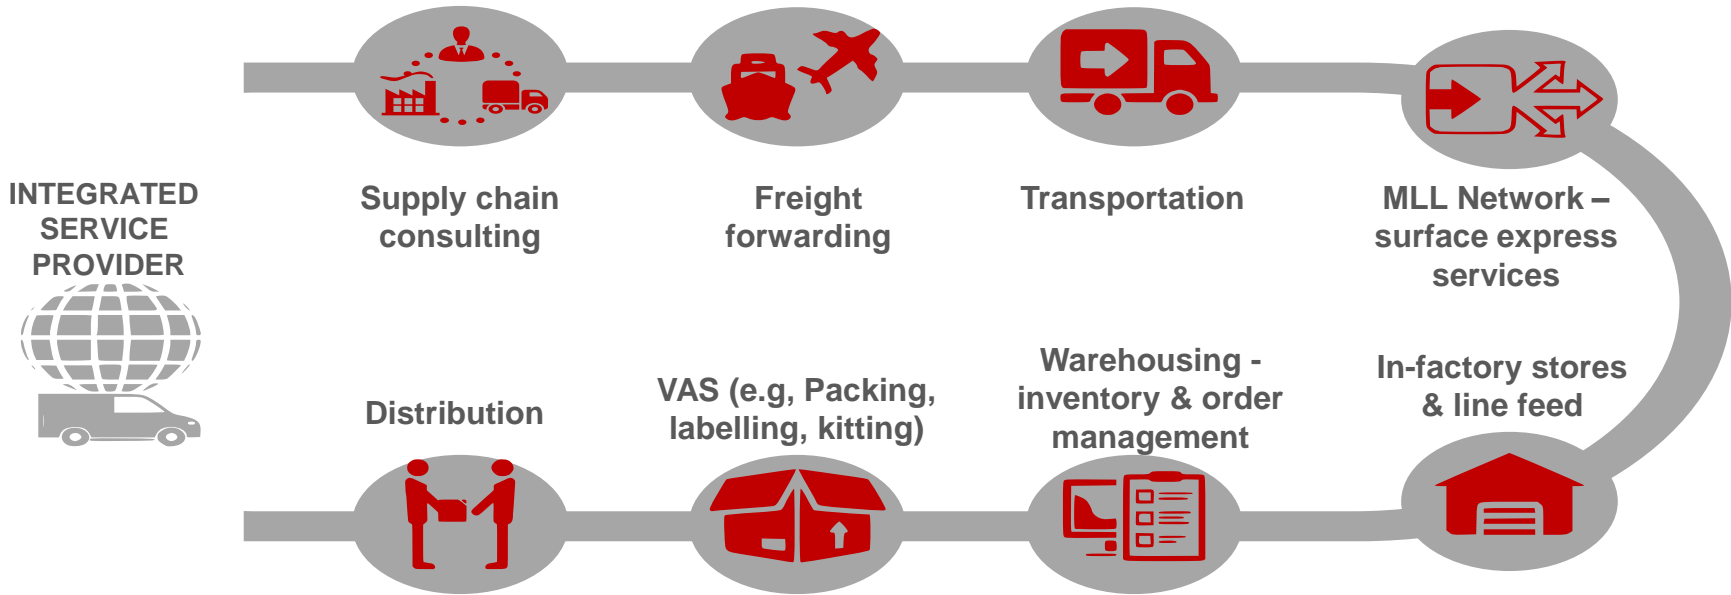 INTEGRATED
SERVICE
PROVIDER
Supply chain
consulting
Freight
forwarding
Transportation
MLL Network –
surface express
services
In-factory stores
& line feed
Warehousing -
inventory & order
management
VAS (e.g, Packing,
labelling, kitting)
Distribution